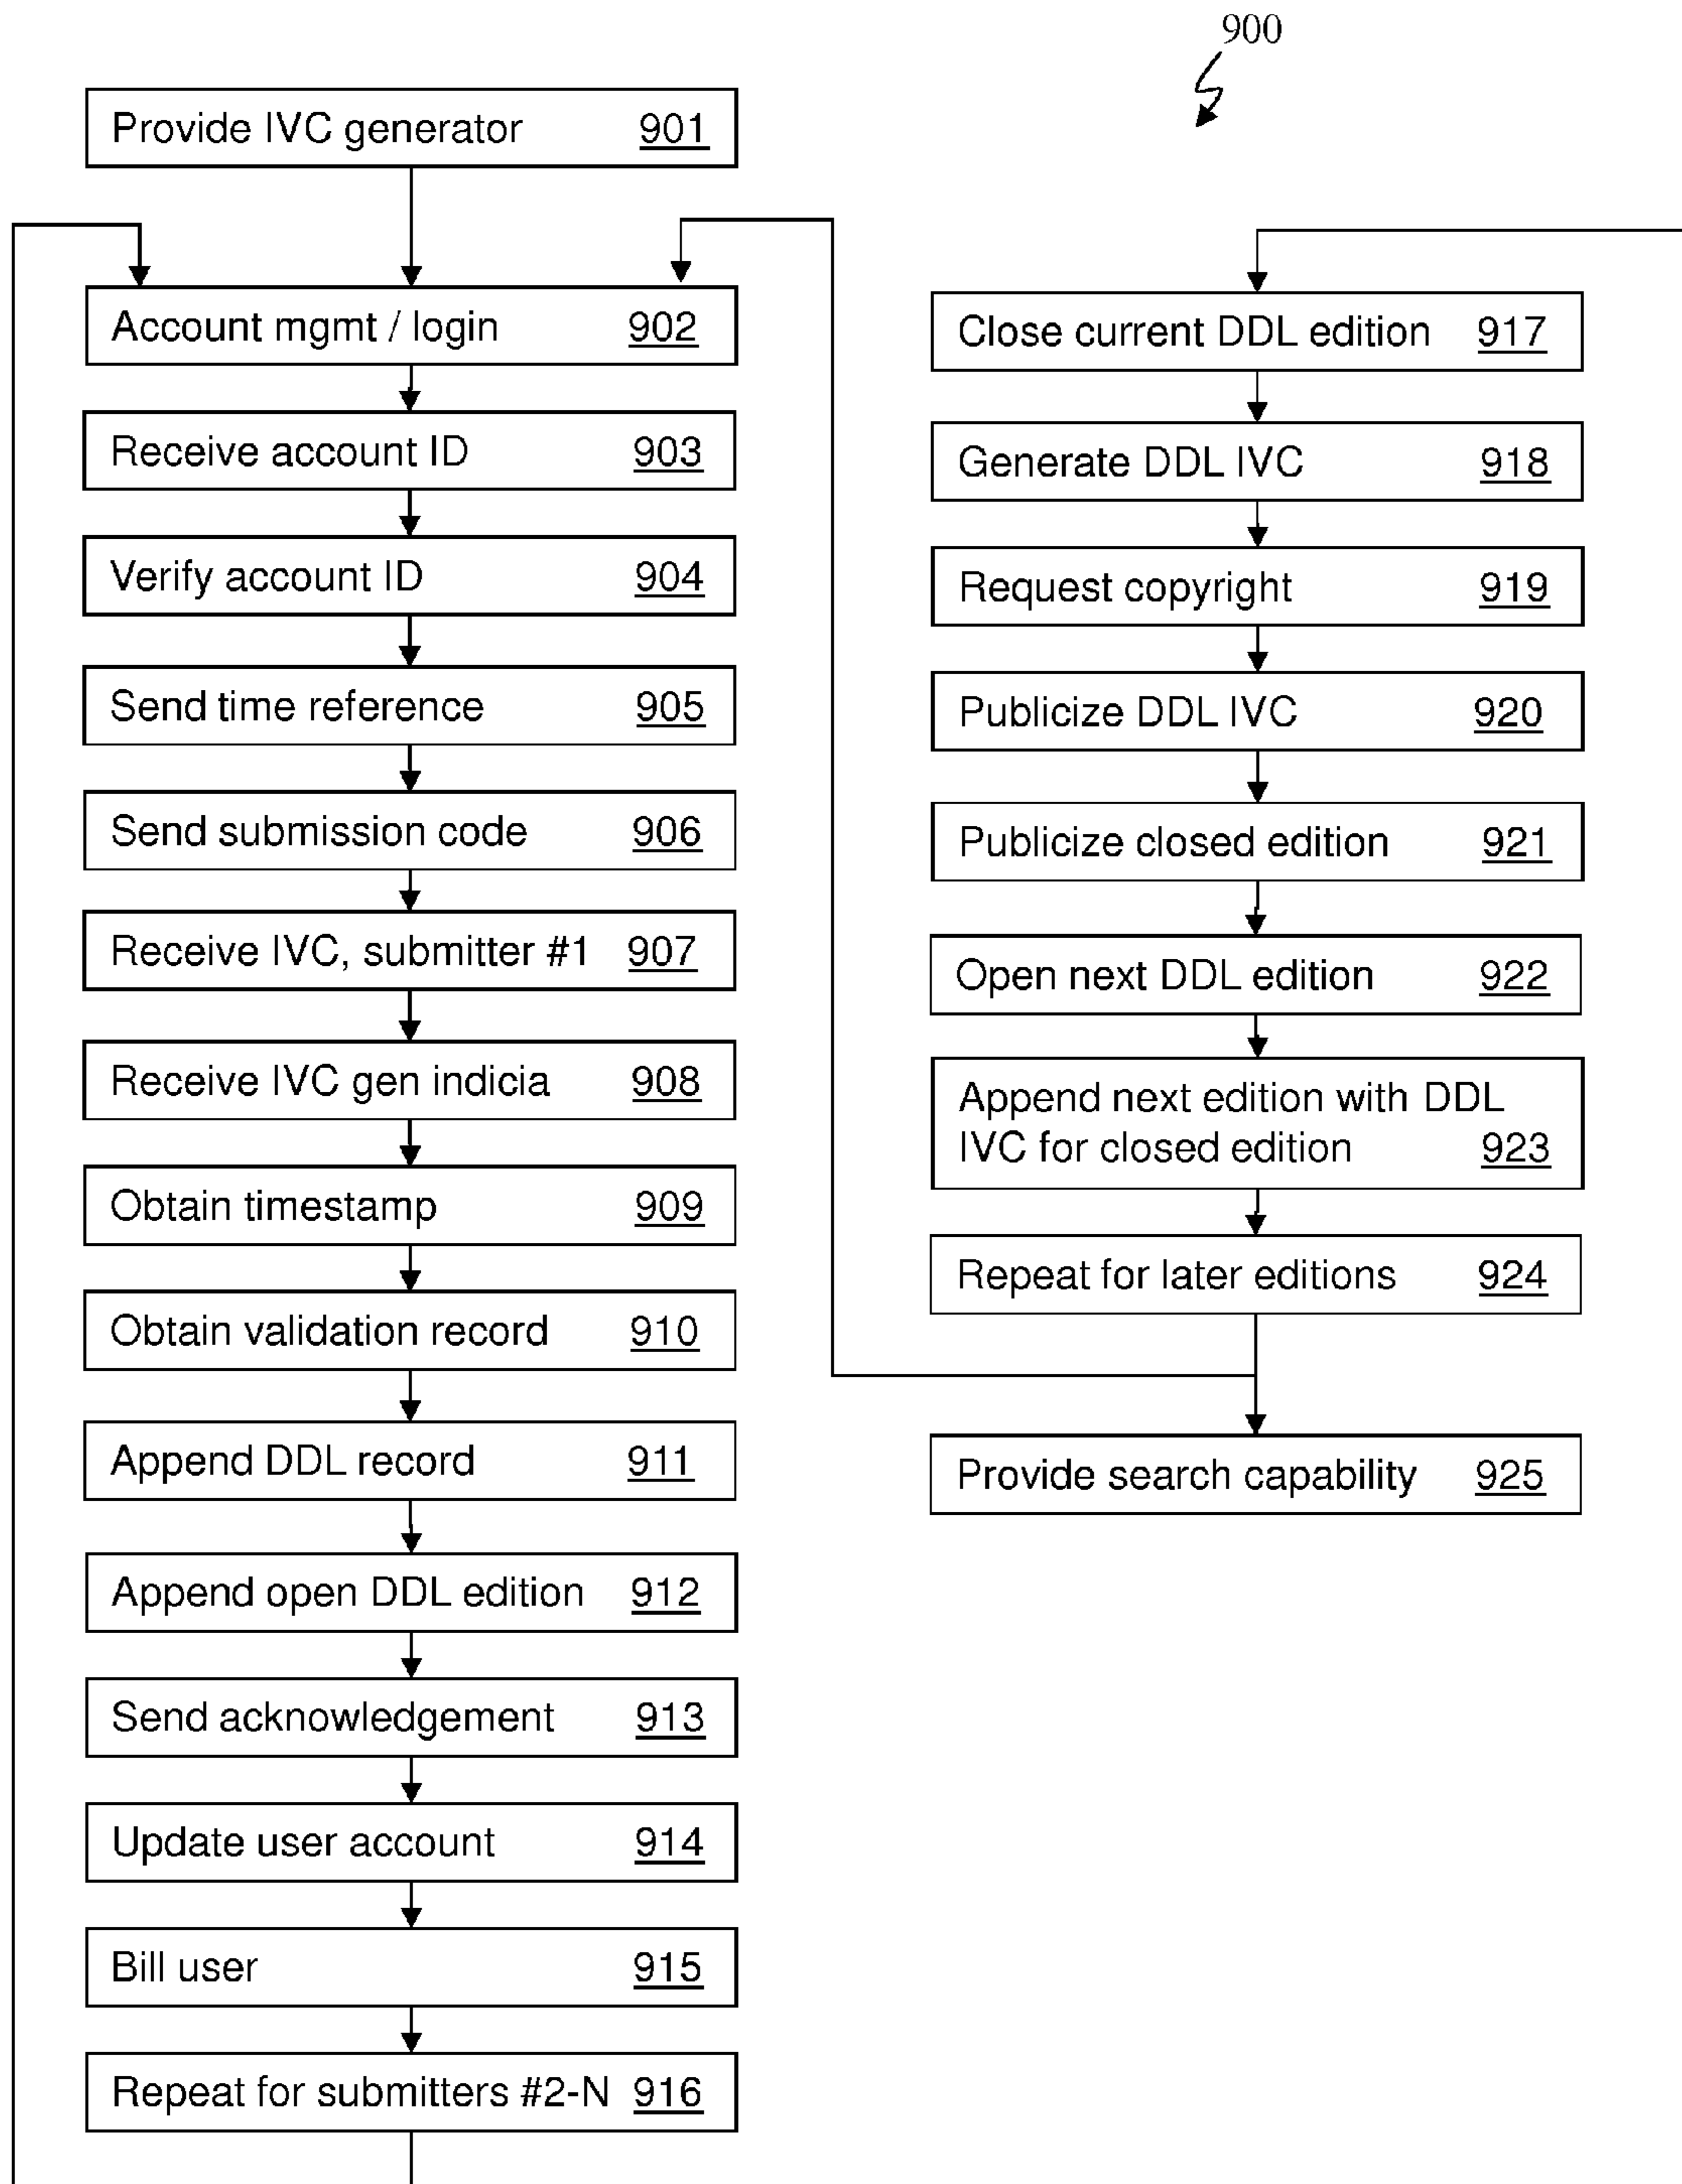 900
Provide IVC generator 901
Account mgmt / login 902
Receive account ID 903
Verify account ID 904
Send time reference 905
Send submission code 906
Receive IVC, submitter #1 907
Receive IVC gen indicia 908
Obtain timestamp 909
Obtain validation record 910
Append DDL record 911
Append open DDL edition 912
Send acknowledgement 913
Update user account 914
Bill user 915
Repeat for submitters #2-N 916
Close current DDL edition 917
Generate DDL IVC 918
Request copyright 919
Publicize DDL IVC 920
Publicize closed edition 921
Open next DDL edition 922
Append next edition with DDL
IVC for closed edition 923
Repeat for later editions 924
Provide search capability 925